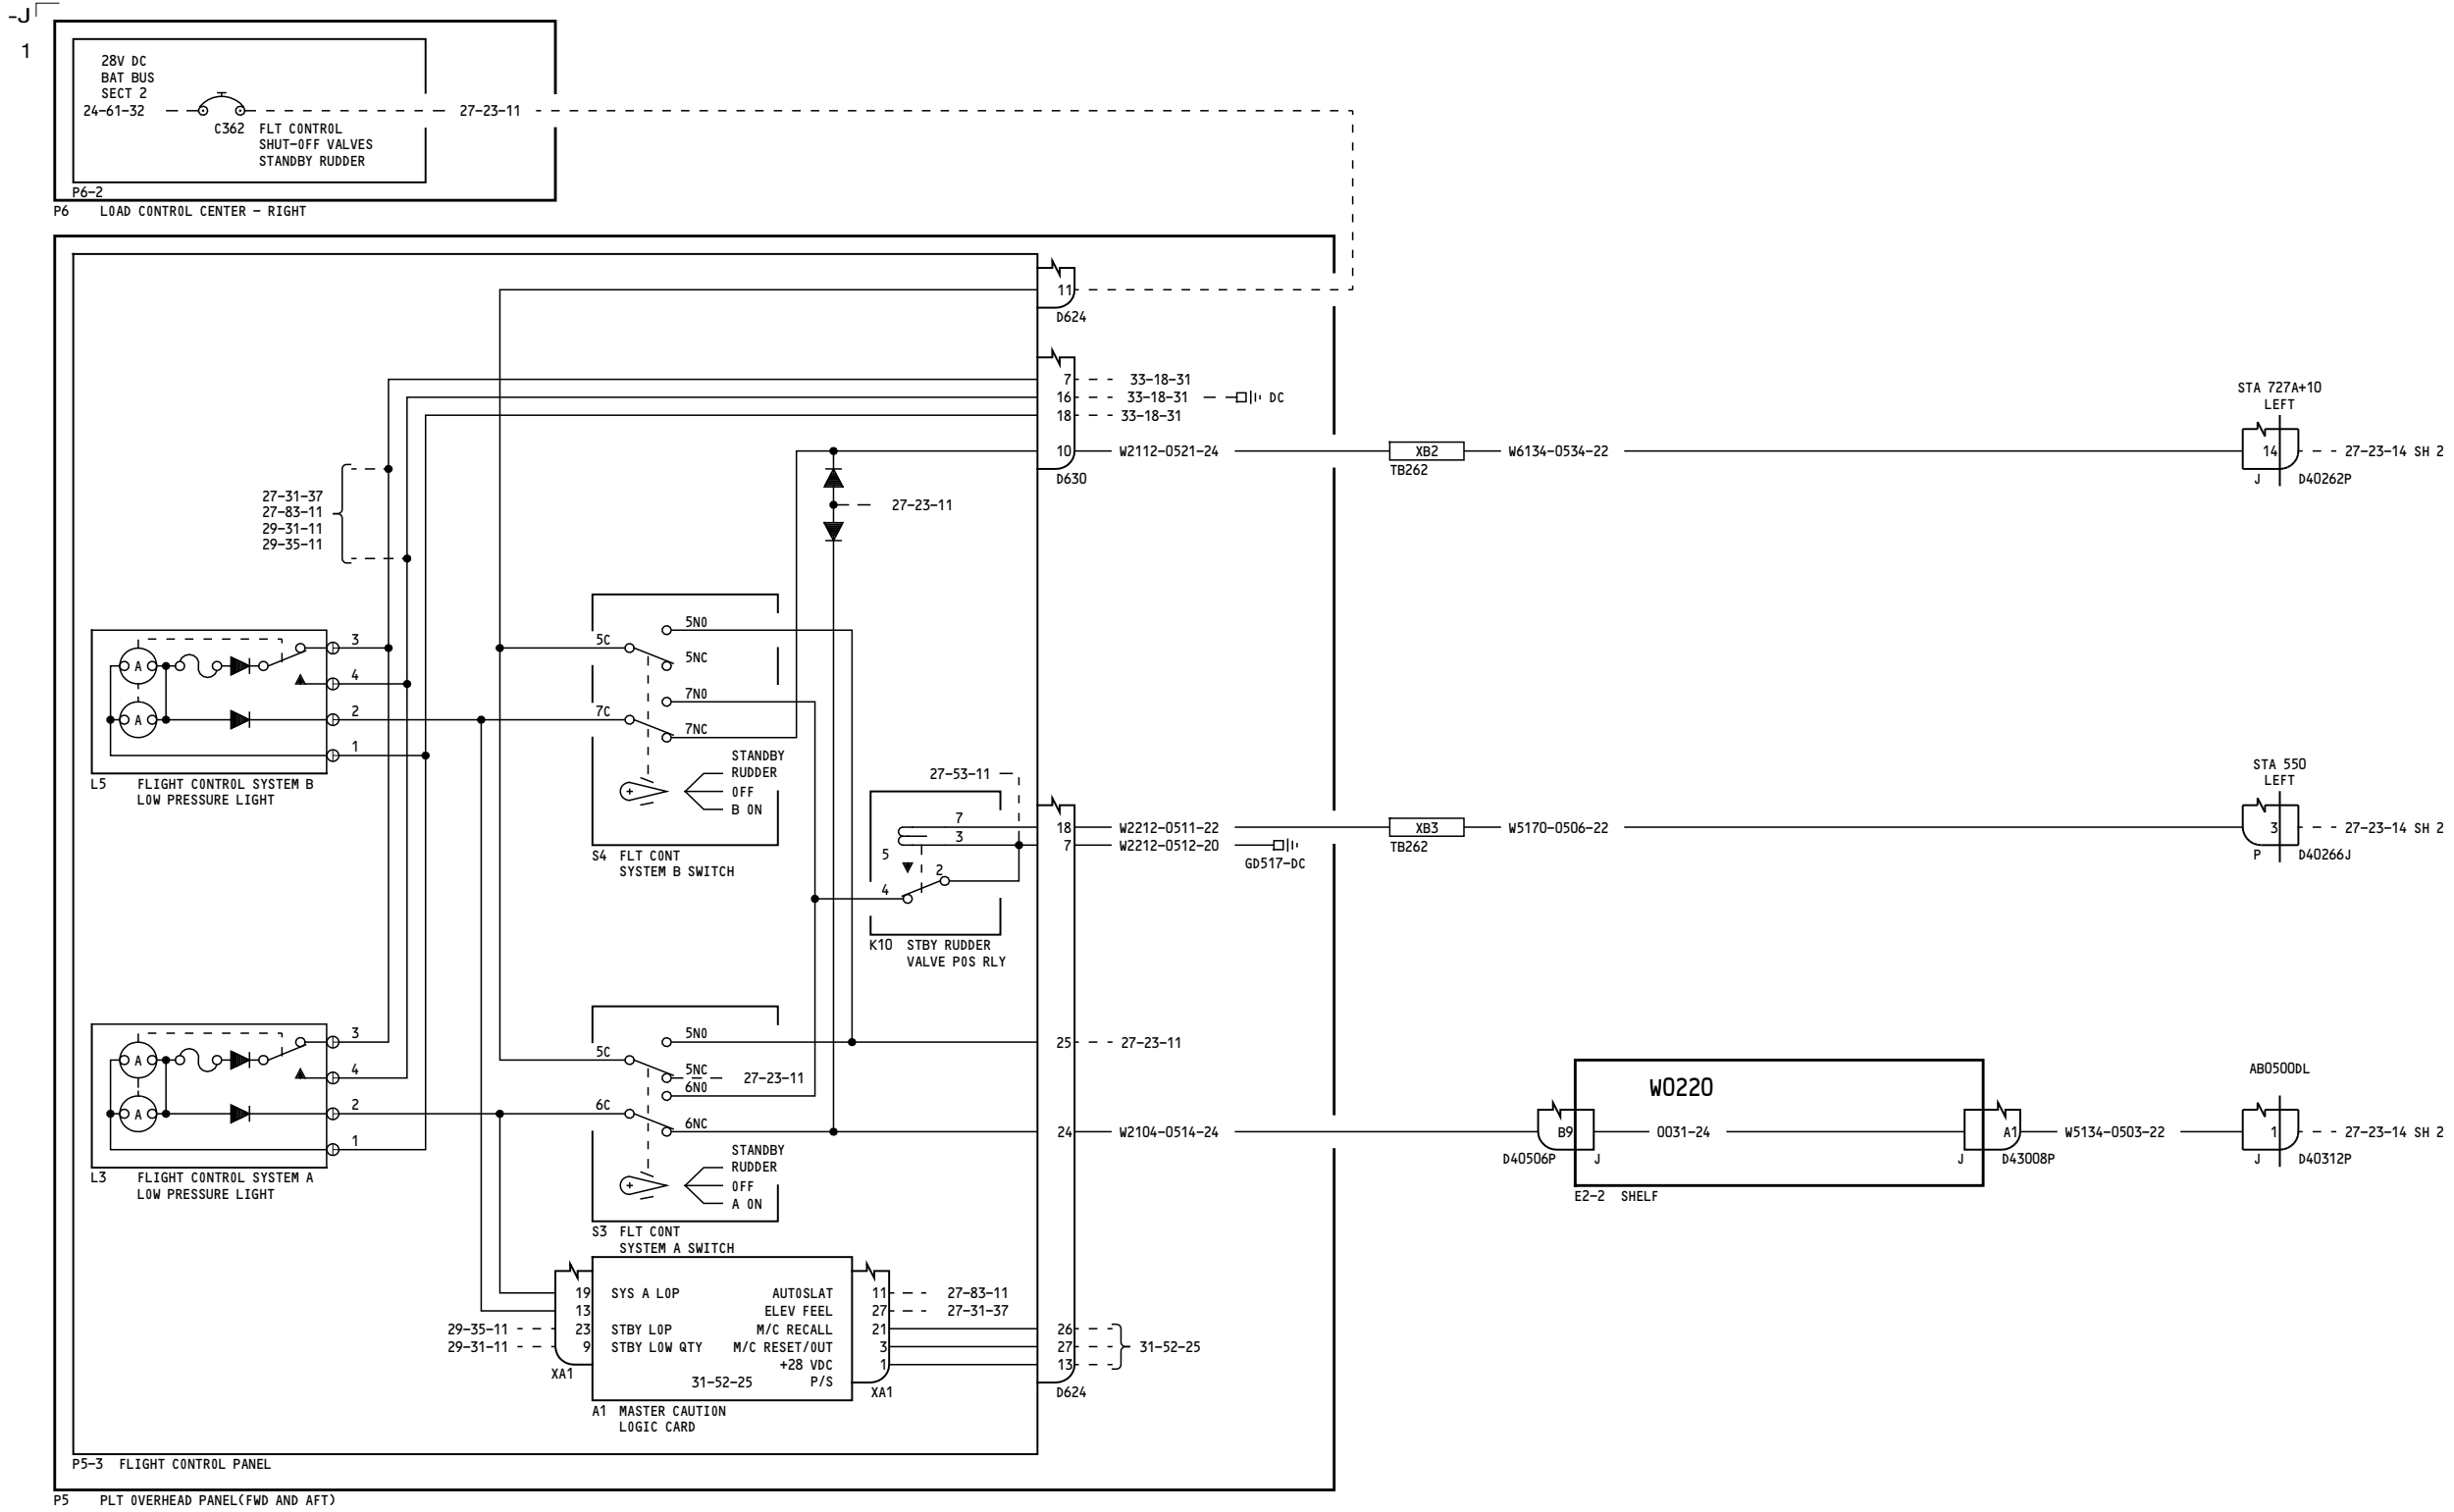 -J
1
28V DC
BAT BUS
SECT 2
24-61-32
C362
FLT CONTROL
SHUT-OFF VALVES
STANDBY RUDDER
27-23-11
P6-2
P6 LOAD CONTROL CENTER - RIGHT
11
D624
7 33-18-31
16 33-18-31 DC
18 33-18-31
10 W2112-0521-24 XB2 W6134-0534-22
D630
TB262
STA 727A+10
LEFT
14 27-23-14 SH 2
J D40262P
27-23-11
27-31-37
27-83-11
29-31-11
29-35-11
A
A
3
4
2
1
L5 FLIGHT CONTROL SYSTEM B
LOW PRESSURE LIGHT
5C
5NO
5NC
7NO
7C
7NC
STANDBY
RUDDER
OFF
B ON
S4 FLT CONT
SYSTEM B SWITCH
27-53-11
7
3
5
2
4
K10 STBY RUDDER
VALVE POS RLY
18 W2212-0511-22 XB3 W5170-0506-22
7 W2212-0512-20
GD517-DC
TB262
STA 550
LEFT
3 27-23-14 SH 2
P D40266J
A
A
3
4
2
1
L3 FLIGHT CONTROL SYSTEM A
LOW PRESSURE LIGHT
5NO
5C
5NC 27-23-11
6NO
6C
6NC
STANDBY
RUDDER
OFF
A ON
S3 FLT CONT
SYSTEM A SWITCH
25 27-23-11
24 W2104-0514-24
B9
D40506P J
W0220
0031-24
A1
J D43008P
E2-2 SHELF
W5134-0503-22
AB0500DL
1 27-23-14 SH 2
J D40312P
19 SYS A LOP AUTOSLAT 11 27-83-11
13 ELEV FEEL 27 27-31-37
29-35-11 23 STBY LOP M/C RECALL 21
29-31-11 9 STBY LOW QTY M/C RESET/OUT 3
+28 VDC 1
31-52-25 P/S
XA1
XA1
A1 MASTER CAUTION
LOGIC CARD
26
27 31-52-25
13
D624
P5-3 FLIGHT CONTROL PANEL
P5 PLT OVERHEAD PANEL(FWD AND AFT)